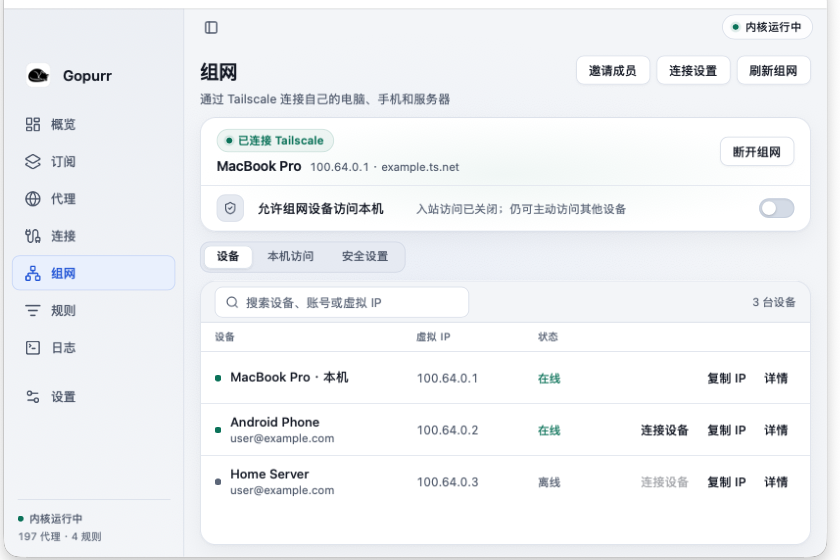 内核运行中
Gopurr
概览
订阅
代理
连接
组网
规则
日志
设置
内核运行中
197 代理 · 4 规则
组网
邀请成员
连接设置
刷新组网
通过 Tailscale 连接自己的电脑、手机和服务器
已连接 Tailscale
MacBook Pro 100.64.0.1 · example.ts.net
断开组网
允许组网设备访问本机 入站访问已关闭；仍可主动访问其他设备
设备 本机访问 安全设置
搜索设备、账号或虚拟 IP 3 台设备
设备 虚拟 IP 状态
MacBook Pro · 本机 100.64.0.1 在线 复制 IP 详情
Android Phone
user@example.com
100.64.0.2 在线 连接设备 复制 IP 详情
Home Server
user@example.com
100.64.0.3 离线 连接设备 复制 IP 详情